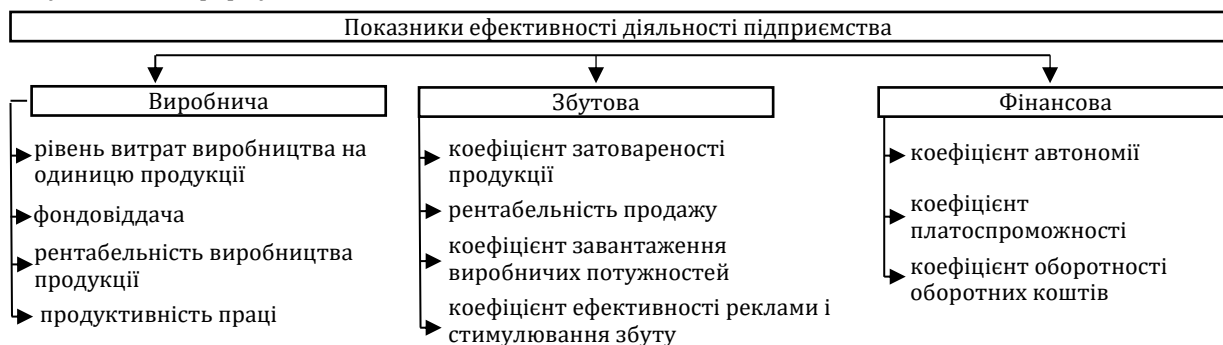 Показники ефективності діяльності підприємства
Виробнича
рівень витрат виробництва на
одиницю продукції
фондовіддача
рентабельність виробництва
продукції
продуктивність праці
Збутова
коефіцієнт затовареності
продукції
рентабельність продажу
коефіцієнт завантаження
виробничих потужностей
коефіцієнт ефективності реклами і
стимулювання збуту
Фінансова
коефіцієнт автономії
коефіцієнт
платоспроможності
коефіцієнт оборотності
оборотних коштів